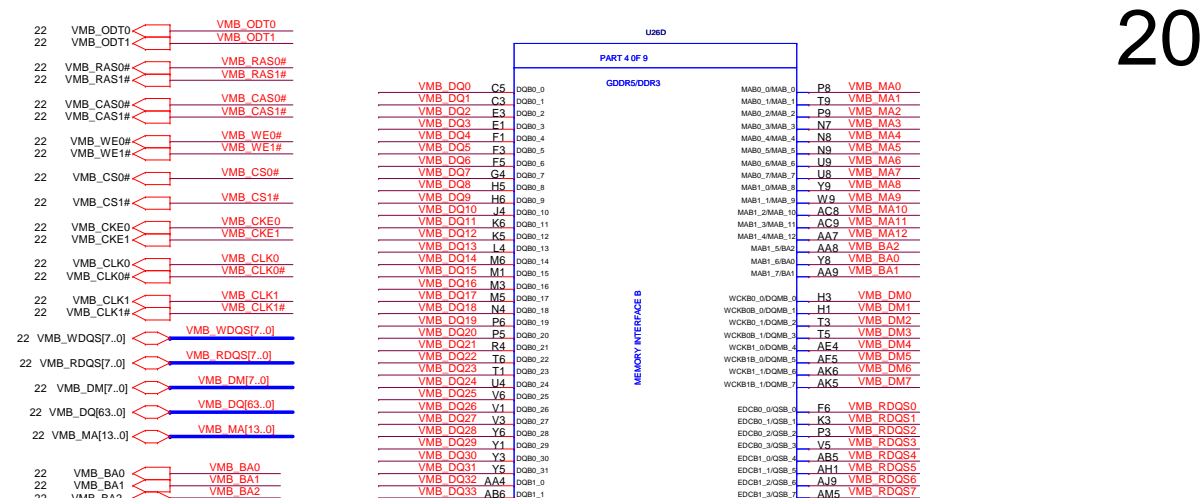 20
22 VMB_ODT0 VMB_ODT0
22 VMB_ODT1 VMB_ODT1
22 VMB_RAS0# VMB_RAS0#
22 VMB_RAS1# VMB_RAS1#
22 VMB_CAS0# VMB_CAS0#
22 VMB_CAS1# VMB_CAS1#
22 VMB_WE0# VMB_WE0#
22 VMB_WE1# VMB_WE1#
22 VMB_CS0# VMB_CS0#
22 VMB_CS1# VMB_CS1#
22 VMB_CKE0 VMB_CKE0
22 VMB_CKE1 VMB_CKE1
22 VMB_CLK0 VMB_CLK0
22 VMB_CLK0# VMB_CLK0#
22 VMB_CLK1 VMB_CLK1
22 VMB_CLK1# VMB_CLK1#
22 VMB_WDQS[7..0] VMB_WDQS[7..0]
22 VMB_RDQS[7..0] VMB_RDQS[7..0]
22 VMB_DM[7..0] VMB_DM[7..0]
22 VMB_DQ[63..0] VMB_DQ[63..0]
22 VMB_MA[13..0] VMB_MA[13..0]
22 VMB_BA0 VMB_BA0
22 VMB_BA1 VMB_BA1
22 VMB_BA2 VMB_BA2
U26D
PART 4 0F 9
GDDR5/DDR3
MEMORY INTERFACE B
VMB_DQ0 C5 DQB0_0
VMB_DQ1 C3 DQB0_1
VMB_DQ2 E3 DQB0_2
VMB_DQ3 E1 DQB0_3
VMB_DQ4 F1 DQB0_4
VMB_DQ5 F3 DQB0_5
VMB_DQ6 F5 DQB0_6
VMB_DQ7 G4 DQB0_7
VMB_DQ8 H5 DQB0_8
VMB_DQ9 H6 DQB0_9
VMB_DQ10 J4 DQB0_10
VMB_DQ11 K6 DQB0_11
VMB_DQ12 K5 DQB0_12
VMB_DQ13 L4 DQB0_13
VMB_DQ14 M6 DQB0_14
VMB_DQ15 M1 DQB0_15
VMB_DQ16 M3 DQB0_16
VMB_DQ17 M5 DQB0_17
VMB_DQ18 N4 DQB0_18
VMB_DQ19 P6 DQB0_19
VMB_DQ20 P5 DQB0_20
VMB_DQ21 R4 DQB0_21
VMB_DQ22 T6 DQB0_22
VMB_DQ23 T1 DQB0_23
VMB_DQ24 U4 DQB0_24
VMB_DQ25 V6 DQB0_25
VMB_DQ26 V1 DQB0_26
VMB_DQ27 V3 DQB0_27
VMB_DQ28 Y6 DQB0_28
VMB_DQ29 Y1 DQB0_29
VMB_DQ30 Y3 DQB0_30
VMB_DQ31 Y5 DQB0_31
VMB_DQ32 AA4 DQB1_0
VMB_DQ33 AB6 DQB1_1
MAB0_0/MAB_0 P8 VMB_MA0
MAB0_1/MAB_1 T9 VMB_MA1
MAB0_2/MAB_2 P9 VMB_MA2
MAB0_3/MAB_3 N7 VMB_MA3
MAB0_4/MAB_4 N8 VMB_MA4
MAB0_5/MAB_5 N9 VMB_MA5
MAB0_6/MAB_6 U9 VMB_MA6
MAB0_7/MAB_7 U8 VMB_MA7
MAB1_0/MAB_8 Y9 VMB_MA8
MAB1_1/MAB_9 W9 VMB_MA9
MAB1_2/MAB_10 AC8 VMB_MA10
MAB1_3/MAB_11 AC9 VMB_MA11
MAB1_4/MAB_12 AA7 VMB_MA12
MAB1_5/BA2 AA8 VMB_BA2
MAB1_6/BA0 Y8 VMB_BA0
MAB1_7/BA1 AA9 VMB_BA1
WCKB0_0/DQMB_0 H3 VMB_DM0
WCKB0B_0/DQMB_1 H1 VMB_DM1
WCKB0_1/DQMB_2 T3 VMB_DM2
WCKB0B_1/DQMB_3 T5 VMB_DM3
WCKB1_0/DQMB_4 AE4 VMB_DM4
WCKB1B_0/DQMB_5 AF5 VMB_DM5
WCKB1_1/DQMB_6 AK6 VMB_DM6
WCKB1B_1/DQMB_7 AK5 VMB_DM7
EDCB0_0/QSB_0 F6 VMB_RDQS0
EDCB0_1/QSB_1 K3 VMB_RDQS1
EDCB0_2/QSB_2 P3 VMB_RDQS2
EDCB0_3/QSB_3 V5 VMB_RDQS3
EDCB1_0/QSB_4 AB5 VMB_RDQS4
EDCB1_1/QSB_5 AH1 VMB_RDQS5
EDCB1_2/QSB_6 AJ9 VMB_RDQS6
EDCB1_3/QSB_7 AM5 VMB_RDQS7